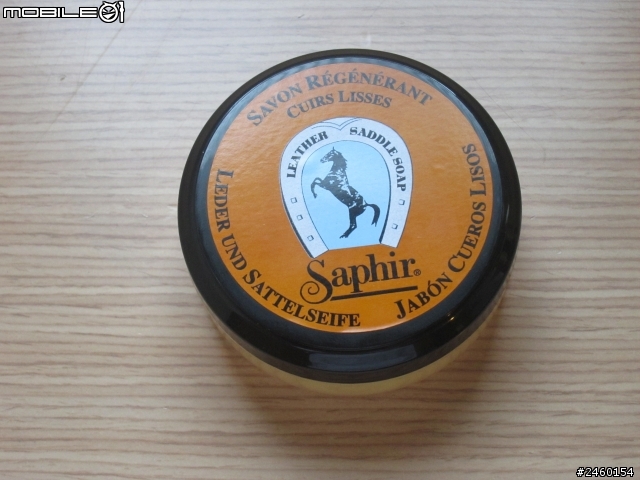 MOBILE01
SAVON RÉGÉNÉRANT
CUIRS LISSES
LEATHER SADDLE SOAP
Saphir®
LEDER UND SATTELSEIFE
JABÓN CUEROS LISOS
#2460154